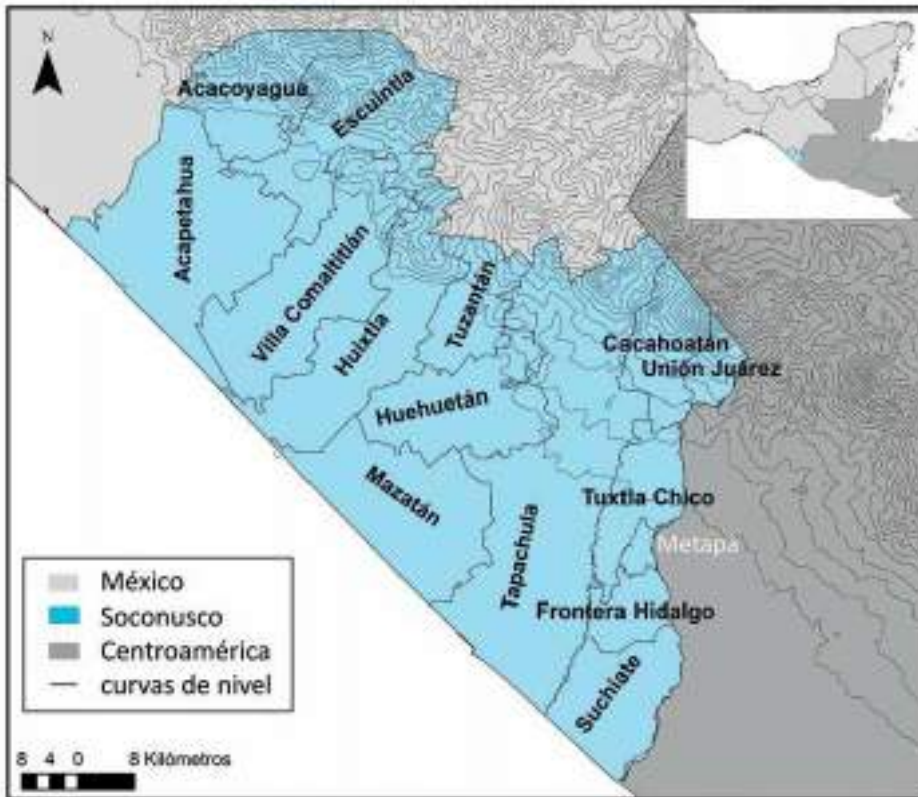 N
Acacoyagua
Escuintla
Acapetahua
Villa Comaltitlán
Huixtla
Tuzantán
Cacahoatán
Unión Juárez
Huehuetán
Mazatán
Tapachula
Tuxtla Chico
Metapa
Frontera Hidalgo
Suchiate
México
Soconusco
Centroamérica
curvas de nivel
8 4 0 8 Kilómetros